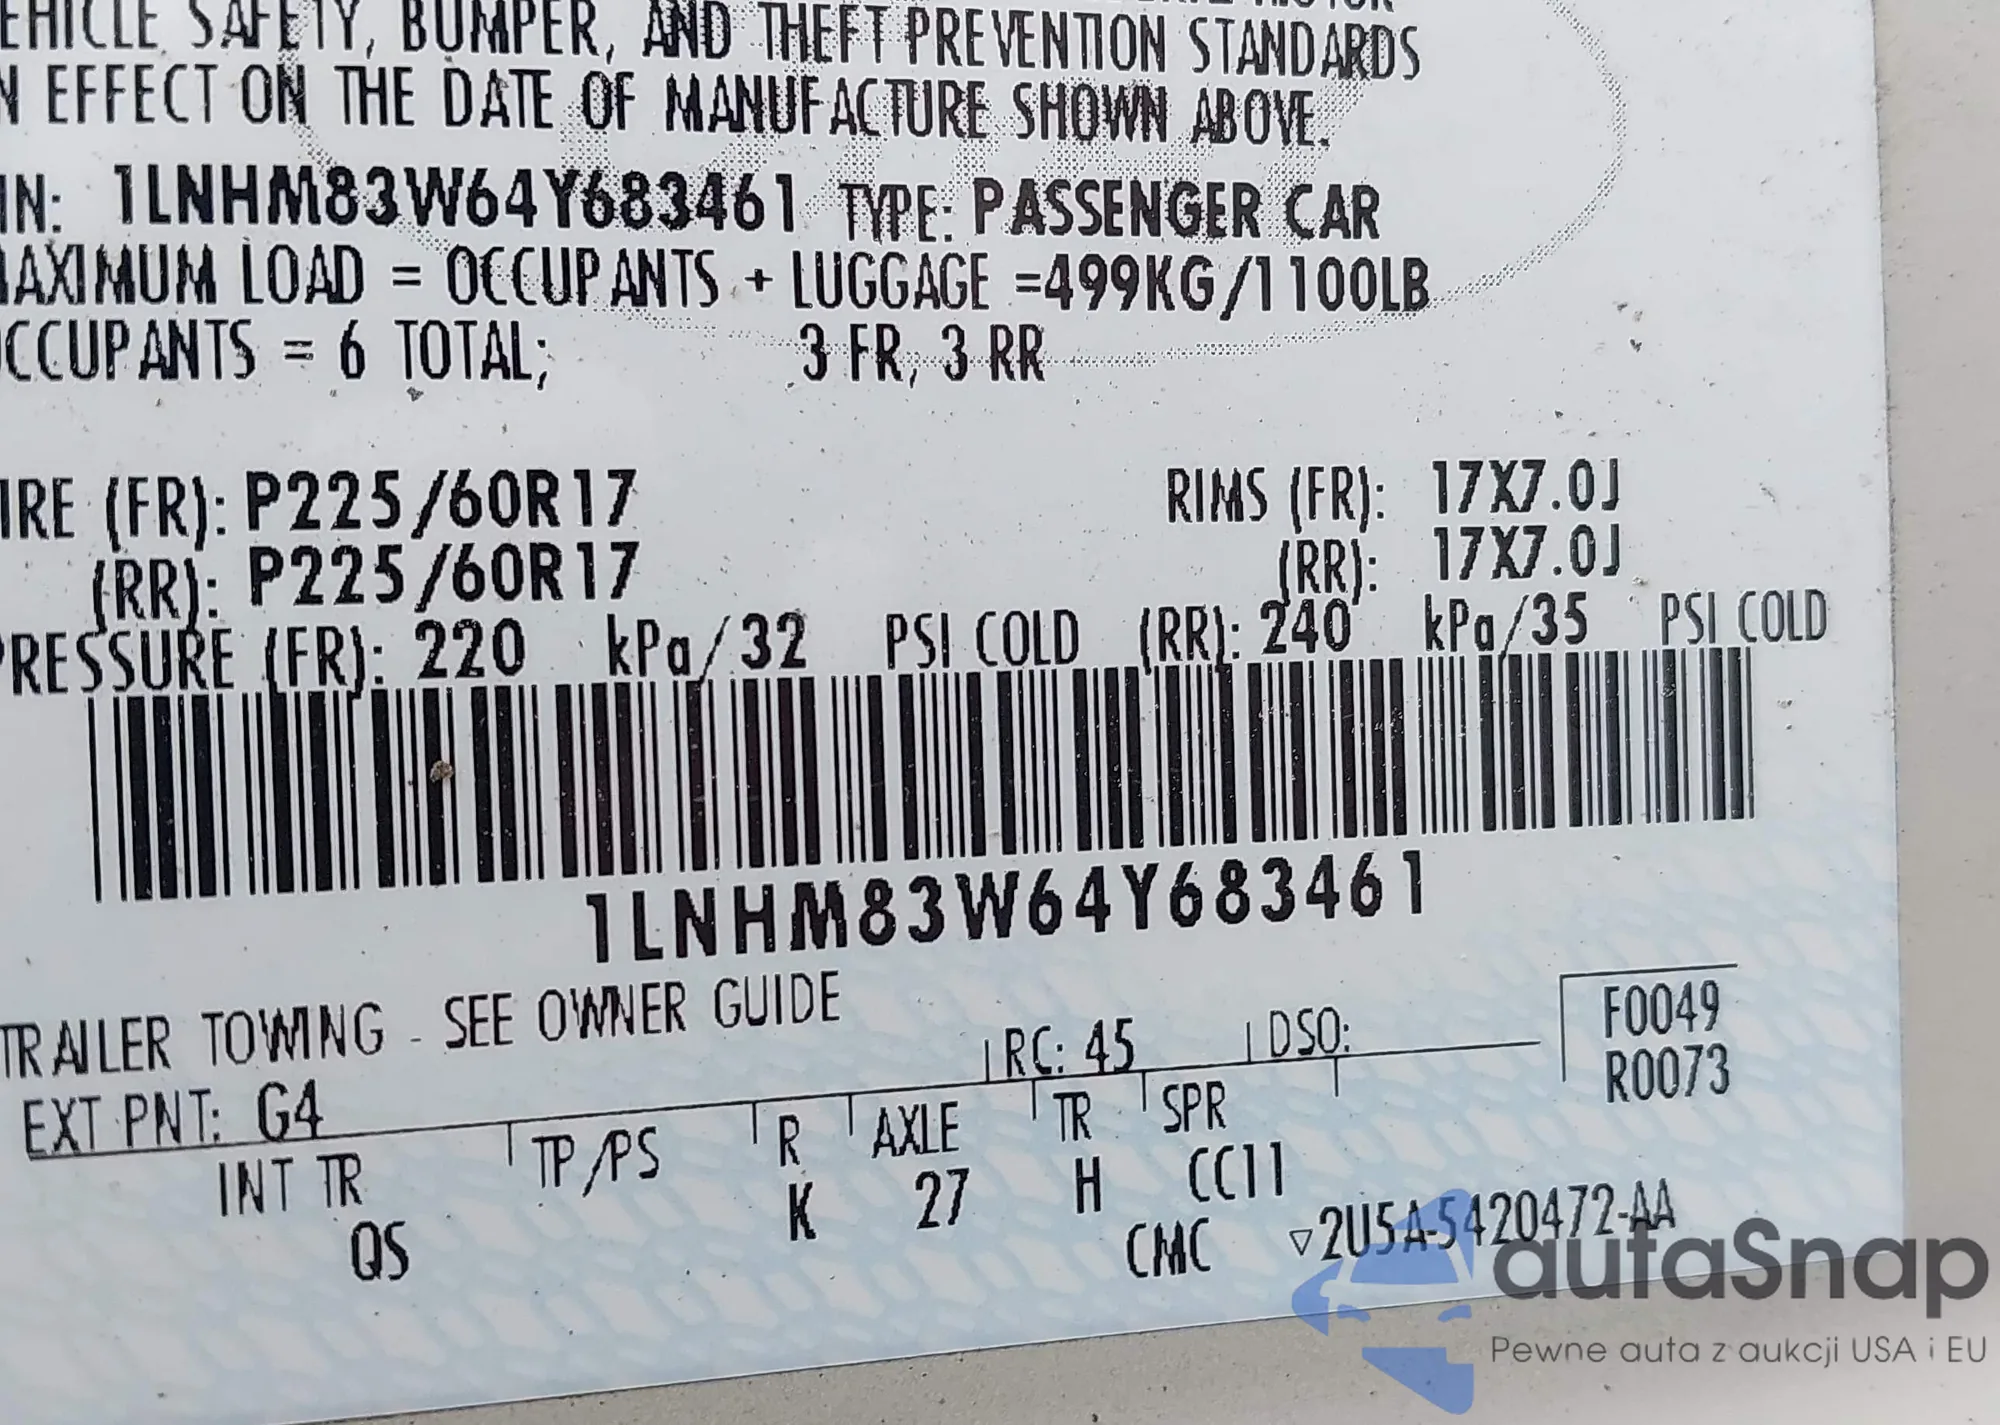 EHICLE SAFETY, BUMPER, AND THEFT PREVENTION STANDARDS
N EFFECT ON THE DATE OF MANUFACTURE SHOWN ABOVE.
IN: 1LNHM83W64Y683461 TYPE: PASSENGER CAR
MAXIMUM LOAD = OCCUPANTS + LUGGAGE =499KG/1100LB
OCCUPANTS = 6 TOTAL; 3 FR, 3 RR
IRE (FR): P225/60R17 RIMS (FR): 17X7.0J
(RR): P225/60R17 (RR): 17X7.0J
PRESSURE (FR): 220 kPa/32 PSI COLD (RR): 240 kPa/35 PSI COLD
1LNHM83W64Y683461
TRAILER TOWING - SEE OWNER GUIDE
F0049
R0073
EXT PNT: G4 RC: 45 DSO:
INT TR TP/PS R AXLE TR SPR
QS K 27 H CC11
CMC ▿2U5A-5420472-AA
autaSnap
Pewne auta z aukcji USA i EU